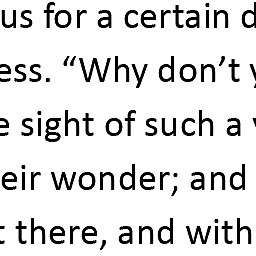 us for a certain d
ess. “Why don’t y
e sight of such a v
eir wonder; and
t there, and with